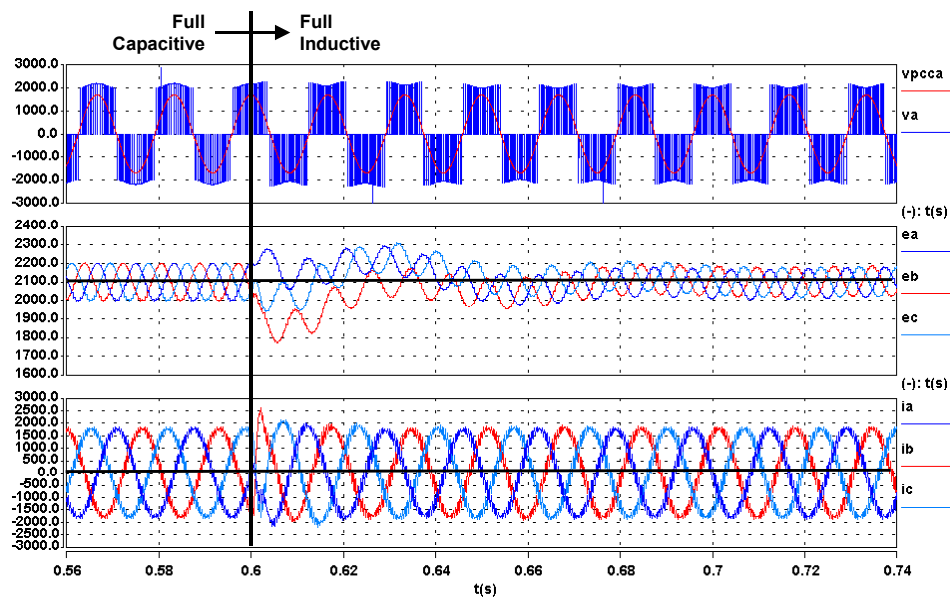 Full
Capacitive
Full
Inductive
3000.0
2000.0
1000.0
0.0
-1000.0
-2000.0
-3000.0
vpcca
va
(-): t(s)
2400.0
2300.0
2200.0
2100.0
2000.0
1900.0
1800.0
1700.0
1600.0
ea
eb
ec
(-): t(s)
3000.0
2500.0
2000.0
1500.0
1000.0
500.0
0.0
-500.0
-1000.0
-1500.0
-2000.0
-2500.0
-3000.0
ia
ib
ic
0.56
0.58
0.6
0.62
0.64
0.66
0.68
0.7
0.72
0.74
t(s)